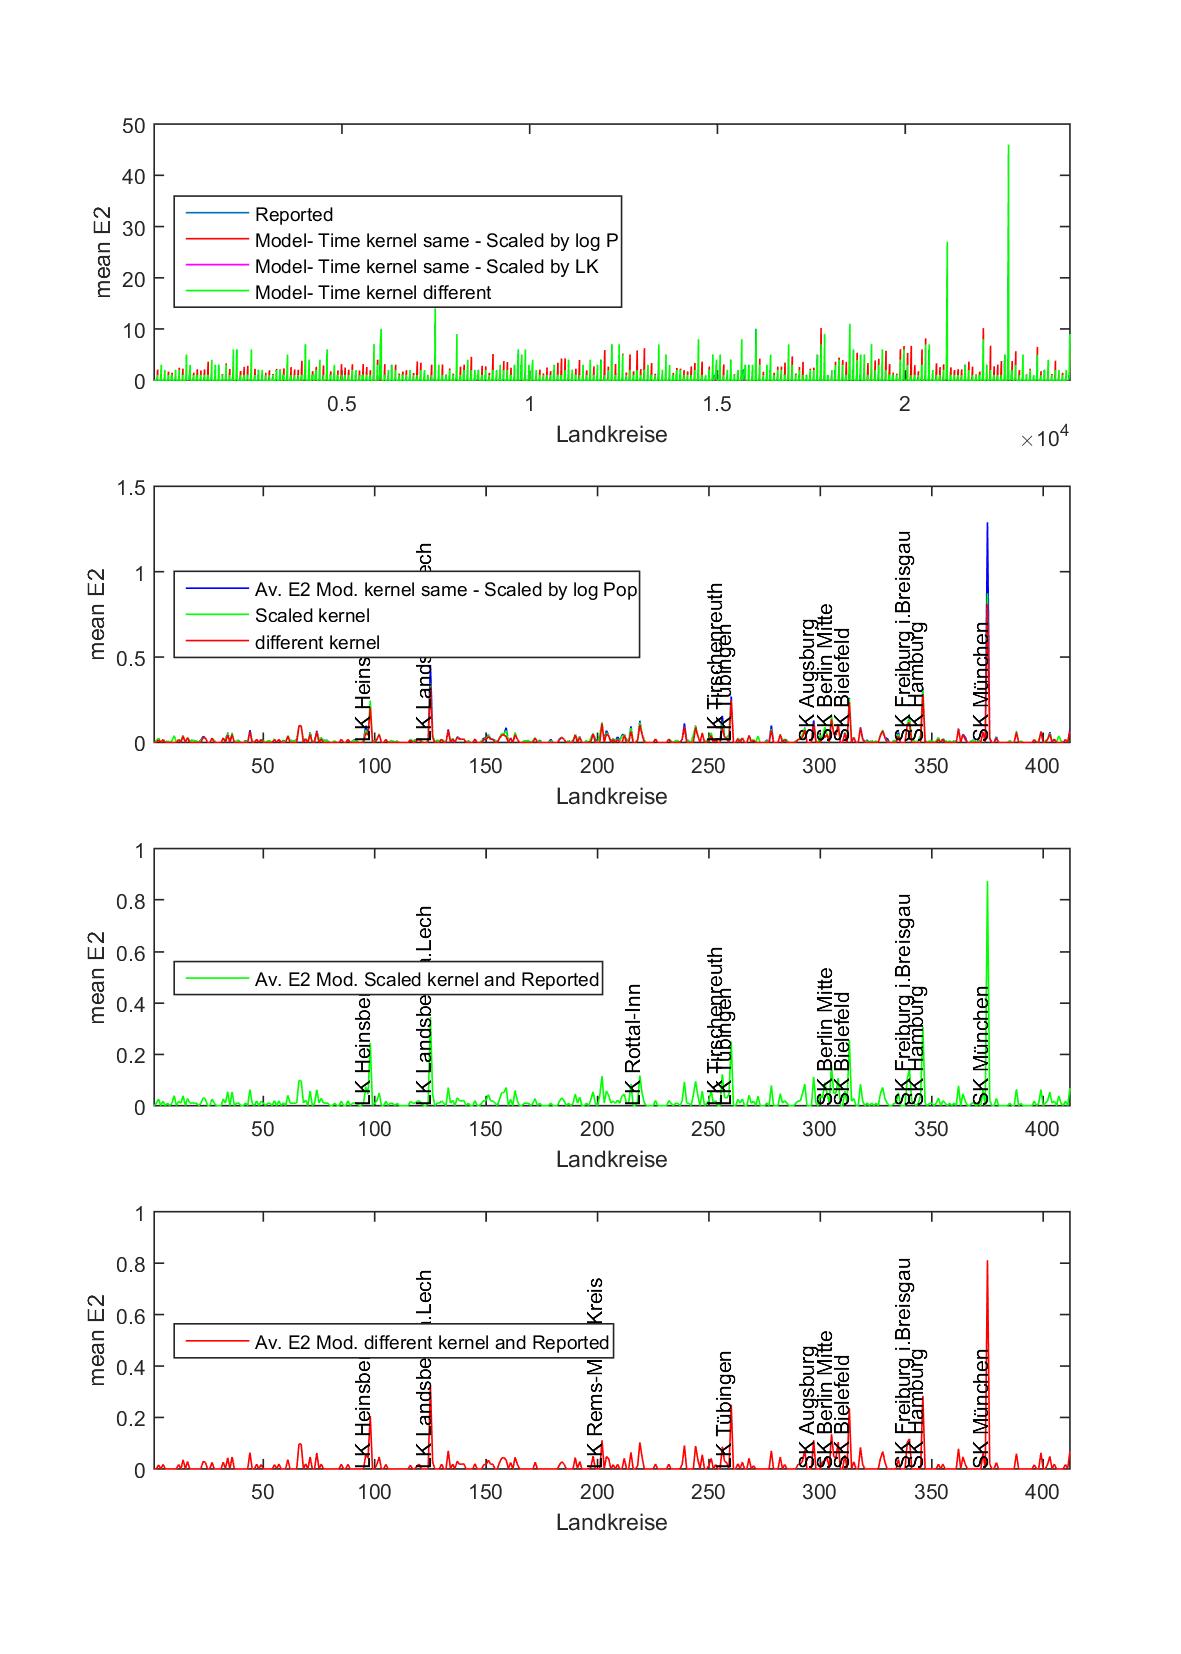 50
40
30
20
10
0
mean E2
Reported
Model- Time kernel same - Scaled by log P
Model- Time kernel same - Scaled by LK
Model- Time kernel different
0.5 1 1.5 2
×10⁴
Landkreise
1.5
1
0.5
0
mean E2
Av. E2 Mod. kernel same - Scaled by log Pop
Scaled kernel
different kernel
LK Heins
LK Lands
ech
LK Tirschenreuth
LK Tübingen
SK Augsburg
SK Berlin Mitte
SK Bielefeld
SK Freiburg i.Breisgau
SK Hamburg
SK München
50 100 150 200 250 300 350 400
Landkreise
1
0.8
0.6
0.4
0.2
0
mean E2
Av. E2 Mod. Scaled kernel and Reported
LK Heinsbe
LK Landsbe
.Lech
LK Rottal-Inn
LK Tirschenreuth
LK Tübingen
SK Berlin Mitte
SK Bielefeld
SK Freiburg i.Breisgau
SK Hamburg
SK München
50 100 150 200 250 300 350 400
Landkreise
1
0.8
0.6
0.4
0.2
0
mean E2
Av. E2 Mod. different kernel and Reported
LK Heinsbe
LK Landsbe
.Lech
LK Rems-M
Kreis
LK Tübingen
SK Augsburg
SK Berlin Mitte
SK Bielefeld
SK Freiburg i.Breisgau
SK Hamburg
SK München
50 100 150 200 250 300 350 400
Landkreise